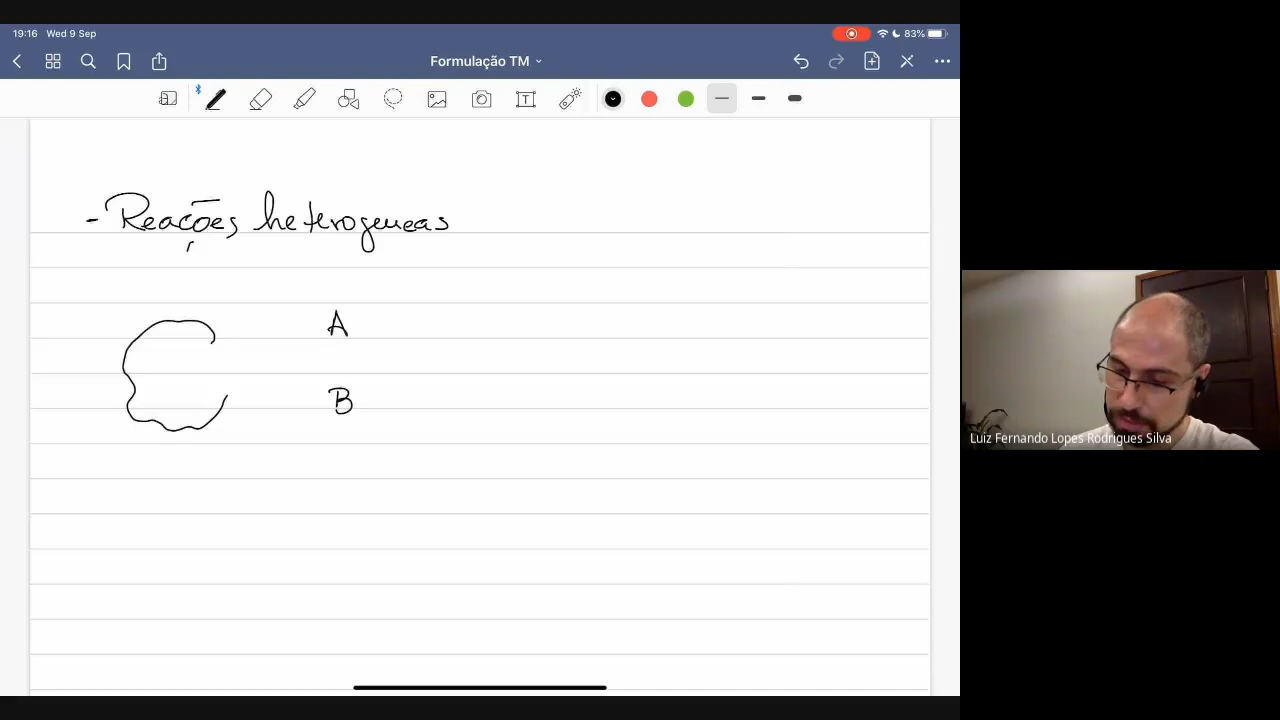 19:16 Wed 9 Sep
83%
Formulação TM
T
- Reações heterogeneas
A
B
Luiz Fernando Lopes Rodrigues Silva